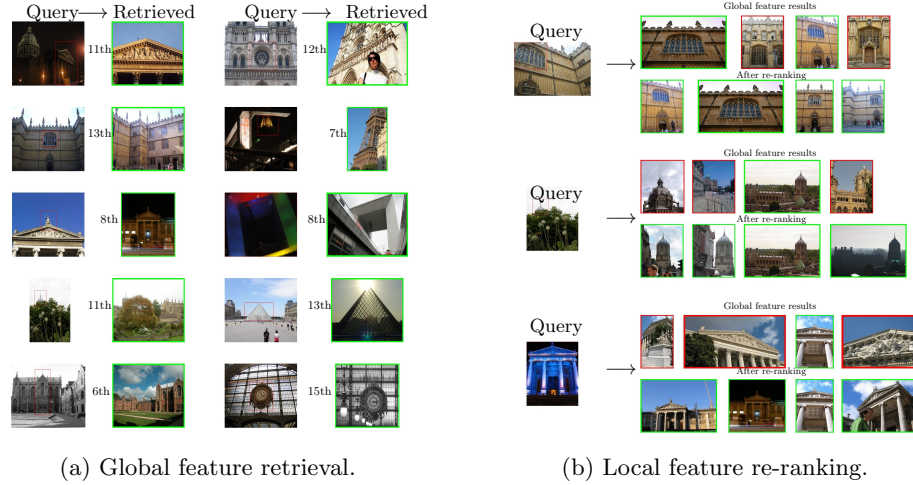 Query → Retrieved
11th
13th
8th
11th
6th
Query → Retrieved
12th
7th
8th
13th
15th
(a) Global feature retrieval.
Query
Global feature results
After re-ranking
Query
Global feature results
After re-ranking
Query
Global feature results
After re-ranking
(b) Local feature re-ranking.